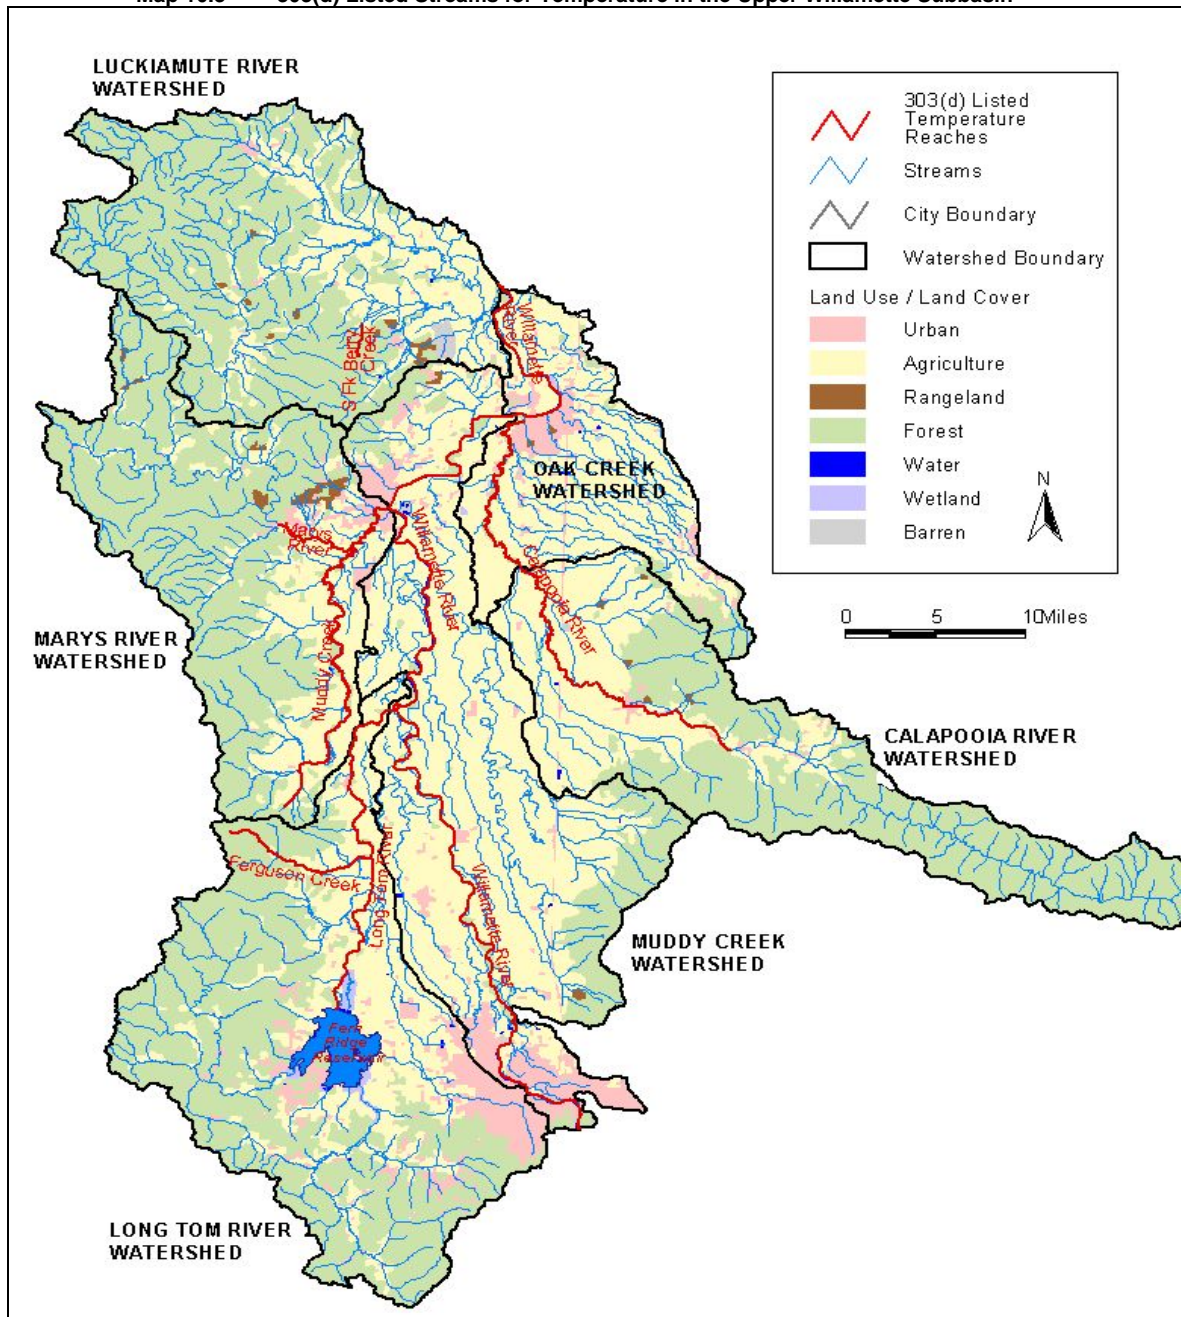 LUCKIAMUTE RIVER
WATERSHED
303(d) Listed
Temperature
Reaches
Streams
City Boundary
Watershed Boundary
Land Use / Land Cover
Urban
Agriculture
Rangeland
Forest
Water
Wetland
Barren
N
0 5 10 Miles
Willamette
River
S Fk Berry
Creek
OAK CREEK
WATERSHED
Marys
River
Willamette River
Calapooia River
MARYS RIVER
WATERSHED
Muddy Creek
CALAPOOIA RIVER
WATERSHED
Ferguson Creek
Long Tom River
Willamette River
MUDDY CREEK
WATERSHED
Fern
Ridge
Reservoir
LONG TOM RIVER
WATERSHED